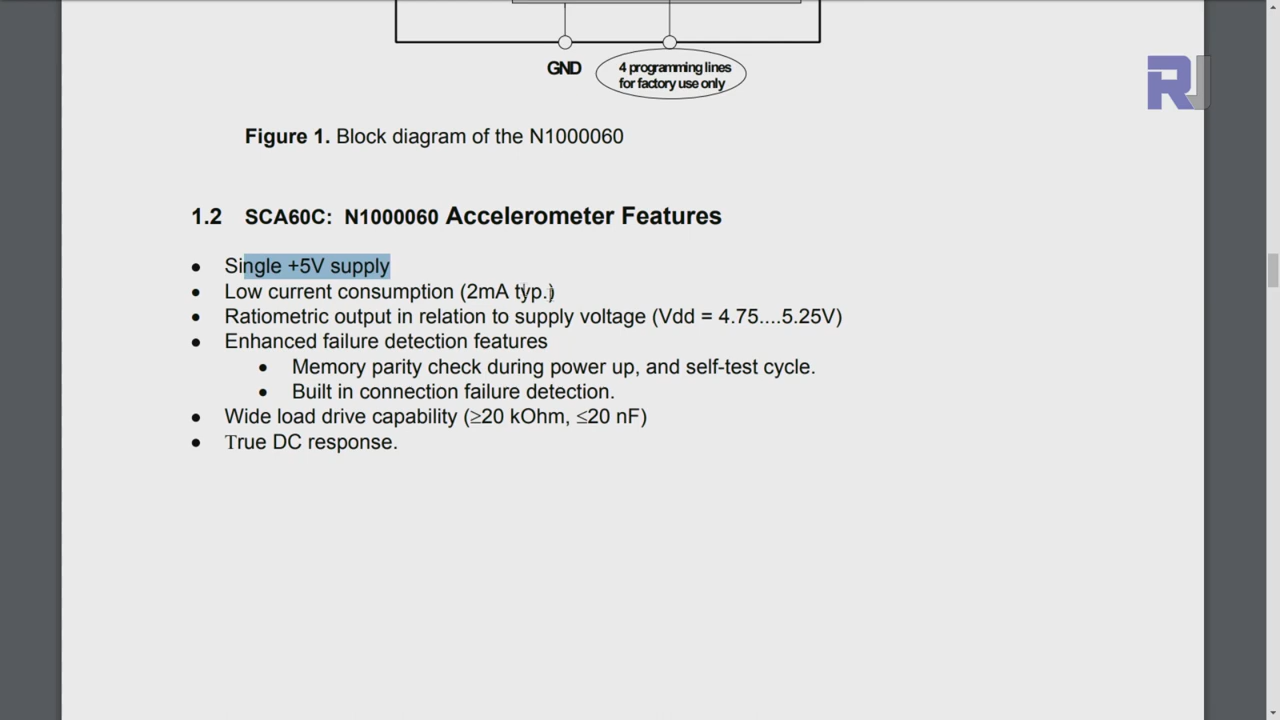 GND
4 programming lines
for factory use only
RJ
Figure 1. Block diagram of the N1000060
1.2 SCA60C: N1000060 Accelerometer Features
• Single +5V supply
• Low current consumption (2mA typ.)
• Ratiometric output in relation to supply voltage (Vdd = 4.75....5.25V)
• Enhanced failure detection features
• Memory parity check during power up, and self-test cycle.
• Built in connection failure detection.
• Wide load drive capability (≥20 kOhm, ≤20 nF)
• True DC response.